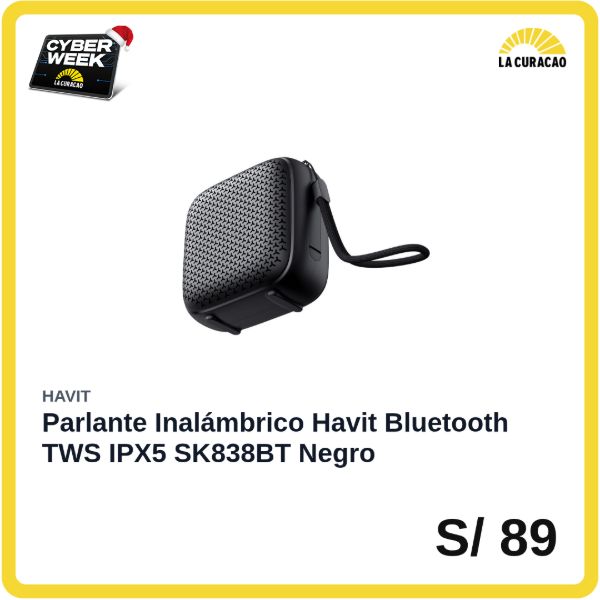 CYBER
WEEK
LA CURACAO
LA CURACAO
HAVIT
Parlante Inalámbrico Havit Bluetooth
TWS IPX5 SK838BT Negro
S/ 89